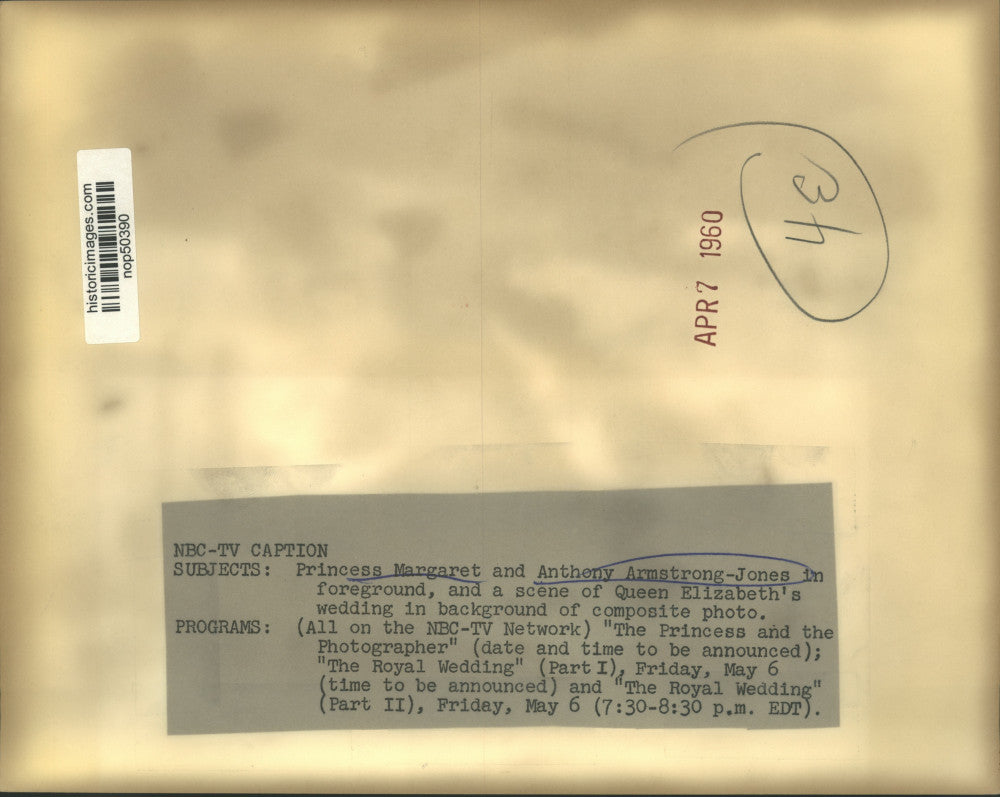 historicimages.com
nop50390
34
APR 7 1960
NBC-TV CAPTION
SUBJECTS: Princess Margaret and Anthony Armstrong-Jones in
foreground, and a scene of Queen Elizabeth's
wedding in background of composite photo.
PROGRAMS: (All on the NBC-TV Network) "The Princess and the
Photographer" (date and time to be announced);
"The Royal Wedding" (Part I), Friday, May 6
(time to be announced) and "The Royal Wedding"
(Part II), Friday, May 6 (7:30-8:30 p.m. EDT).